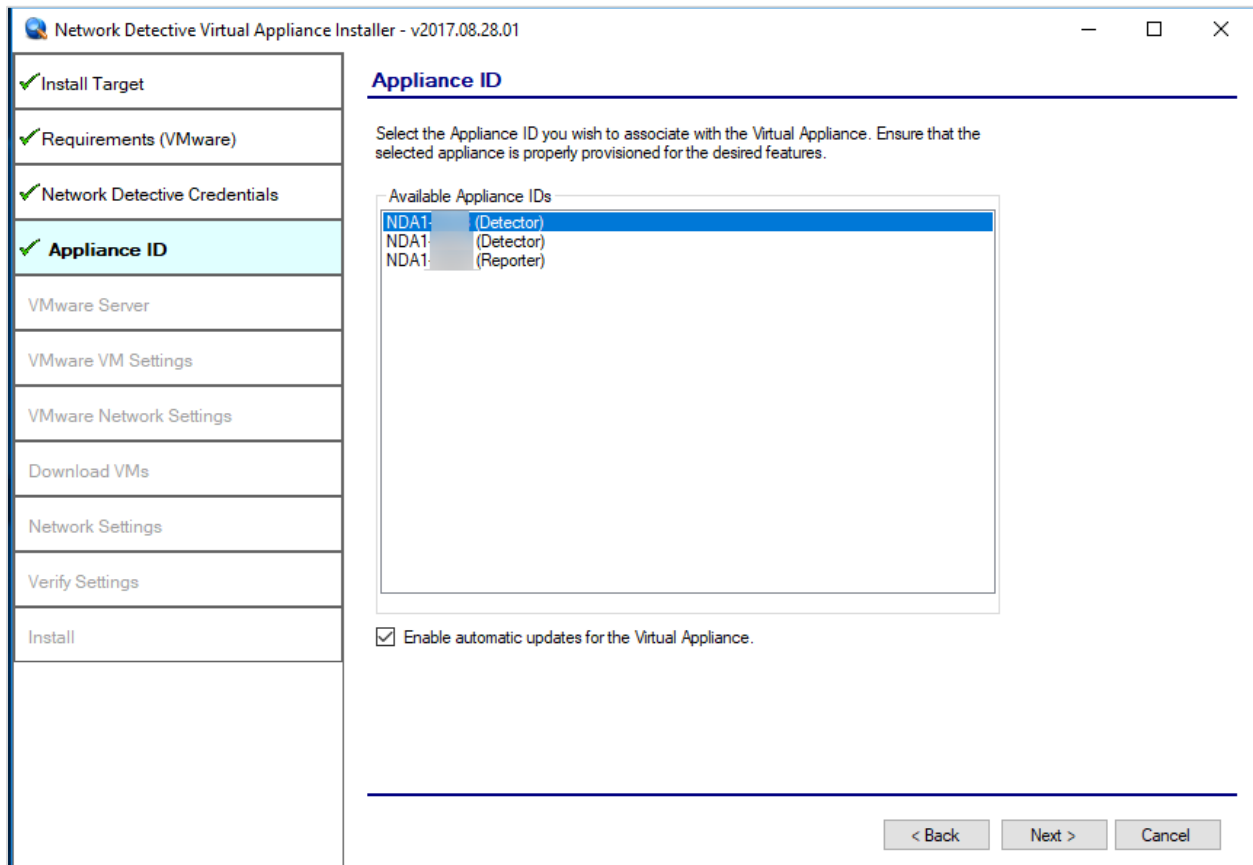 Network Detective Virtual Appliance Installer - v2017.08.28.01
Install Target
Requirements (VMware)
Network Detective Credentials
Appliance ID
VMware Server
VMware VM Settings
VMware Network Settings
Download VMs
Network Settings
Verify Settings
Install
Appliance ID
Select the Appliance ID you wish to associate with the Virtual Appliance. Ensure that the
selected appliance is properly provisioned for the desired features.
Available Appliance IDs
NDA1- (Detector)
NDA1- (Detector)
NDA1- (Reporter)
Enable automatic updates for the Virtual Appliance.
< Back Next > Cancel